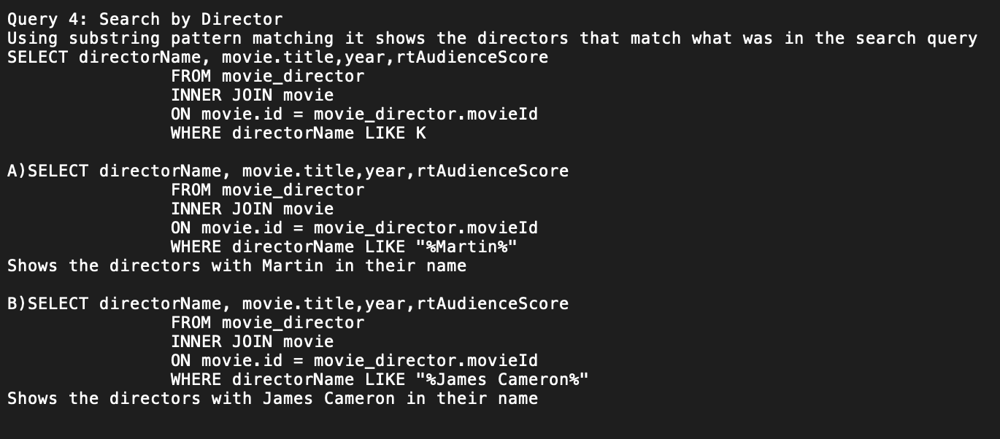 Query 4: Search by Director
Using substring pattern matching it shows the directors that match what was in the search query
SELECT directorName, movie.title,year,rtAudienceScore
FROM movie_director
INNER JOIN movie
ON movie.id = movie_director.movieId
WHERE directorName LIKE K
A)SELECT directorName, movie.title,year,rtAudienceScore
FROM movie_director
INNER JOIN movie
ON movie.id = movie_director.movieId
WHERE directorName LIKE "%Martin%"
Shows the directors with Martin in their name
B)SELECT directorName, movie.title,year,rtAudienceScore
FROM movie_director
INNER JOIN movie
ON movie.id = movie_director.movieId
WHERE directorName LIKE "%James Cameron%"
Shows the directors with James Cameron in their name